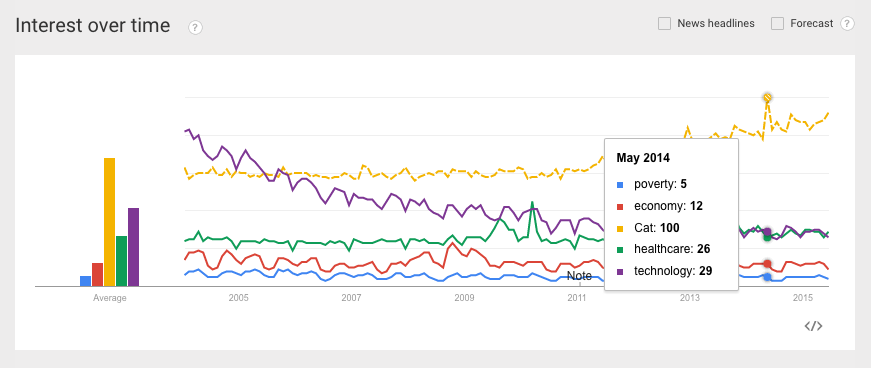 Interest over time ?
News headlines Forecast ?
May 2014
poverty: 5
economy: 12
Cat: 100
healthcare: 26
technology: 29
Note
Average 2005 2007 2009 2011 2013 2015
</>